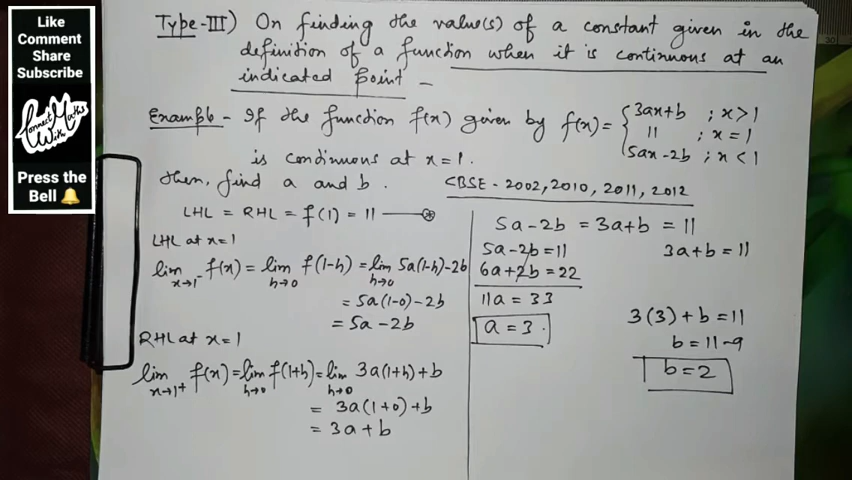 Like
Comment
Share
Subscribe
Connect
With
Maths
Press the
Bell 🔔
Type-III) On finding the value(s) of a constant given in the
definition of a function when it is continuous at an
indicated point -
Example - If the function f(x) given by f(x) = { 3ax+b ; x>1
11 ; x=1
5ax-2b ; x<1
is continuous at x=1.
then, find a and b. CBSE - 2002, 2010, 2011, 2012
LHL = RHL = f(1) = 11 ——⊛
LHL at x=1
lim x→1⁻ f(x) = lim h→0 f(1-h) = lim h→0 5a(1-h)-2b
= 5a(1-0)-2b
= 5a-2b
RHL at x=1
lim x→1⁺ f(x) = lim h→0 f(1+h) = lim h→0 3a(1+h)+b
= 3a(1+0)+b
= 3a+b
5a-2b = 3a+b = 11
5a-2b = 11 3a+b = 11
6a+2b = 22
11a = 33
a = 3.
3(3)+b = 11
b = 11-9
b = 2